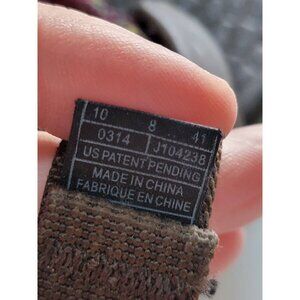 10 8 41
0314 J104238
US PATENT PENDING
MADE IN CHINA
FABRIQUE EN CHINE